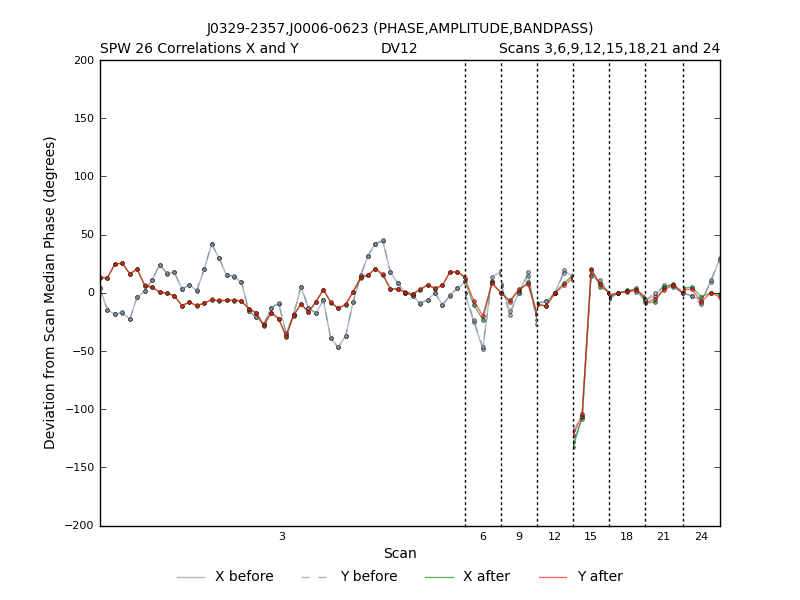 J0329-2357,J0006-0623 (PHASE,AMPLITUDE,BANDPASS)
SPW 26 Correlations X and Y DV12 Scans 3,6,9,12,15,18,21 and 24
200
150
100
50
0
−50
−100
−150
−200
Deviation from Scan Median Phase (degrees)
3 6 9 12 15 18 21 24
Scan
X before Y before X after Y after